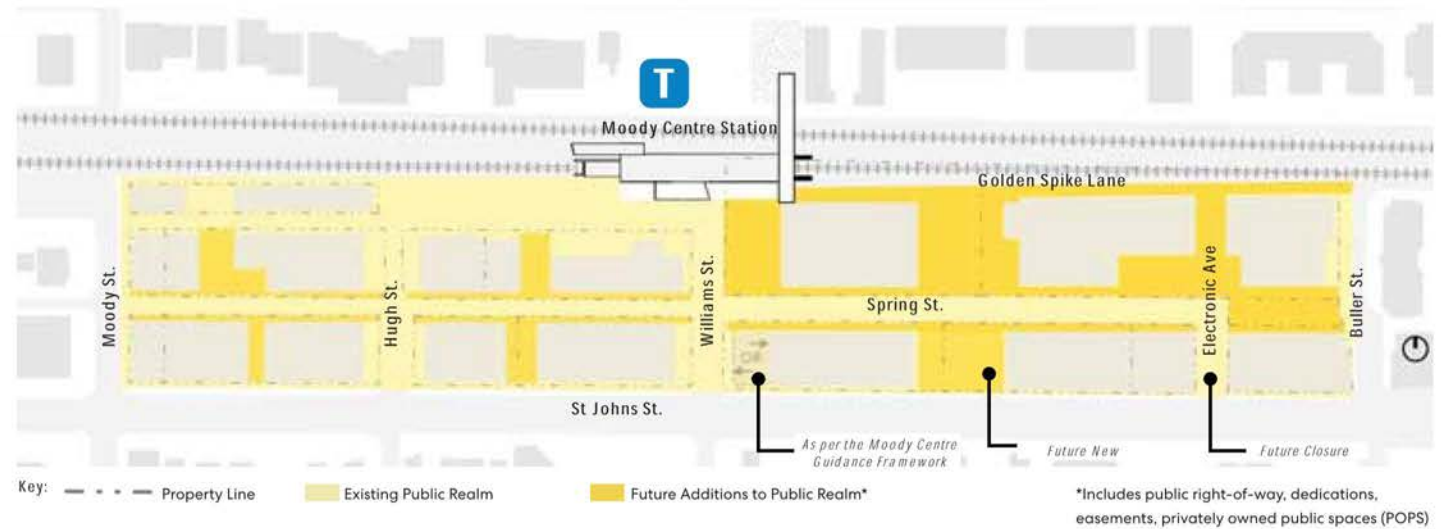 T
Moody Centre Station
Golden Spike Lane
Moody St.
Hugh St.
Williams St.
Spring St.
Electronic Ave
Buller St.
St Johns St.
OR
As per the Moody Centre
Guidance Framework
Future New
Future Closure
Key:
Property Line
Existing Public Realm
Future Additions to Public Realm*
*Includes public right-of-way, dedications,
easements, privately owned public spaces (POPS)